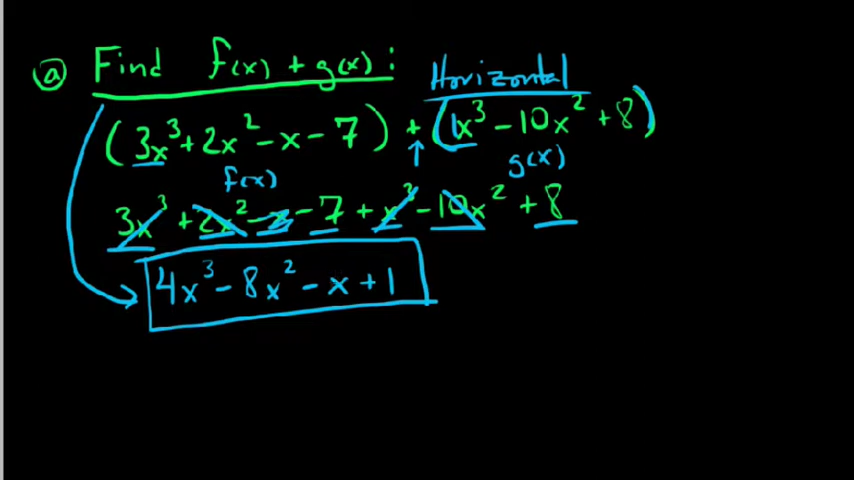 ⓐ Find f(x) + g(x) : Horizontal
(3x³ + 2x² - x - 7) + (1x³ - 10x² + 8)
↑
f(x) g(x)
3x³ + 2x² - x - 7 + x³ - 10x² + 8
4x³ - 8x² - x + 1